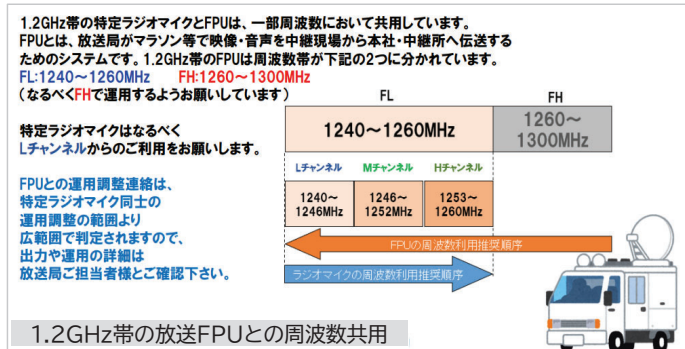 1.2GHz帯の特定ラジオマイクとFPUは、一部周波数において共用しています。
FPUとは、放送局がマラソン等で映像・音声を中継現場から本社・中継所へ伝送する
ためのシステムです。1.2GHz帯のFPUは周波数帯が下記の2つに分かれています。
FL:1240～1260MHz FH:1260～1300MHz
(なるべくFHで運用するようお願いしています)
FL
FH
1240～1260MHz
1260～
1300MHz
特定ラジオマイクはなるべく
Lチャンネルからのご利用をお願いします。
Lチャンネル Mチャンネル Hチャンネル
1240～
1246MHz
1246～
1252MHz
1253～
1260MHz
FPUとの運用調整連絡は、
特定ラジオマイク同士の
運用調整の範囲より
広範囲で判定されますので、
出力や運用の詳細は
放送局ご担当者様とご確認下さい。
FPUの周波数利用推奨順序
ラジオマイクの周波数利用推奨順序
1.2GHz帯の放送FPUとの周波数共用